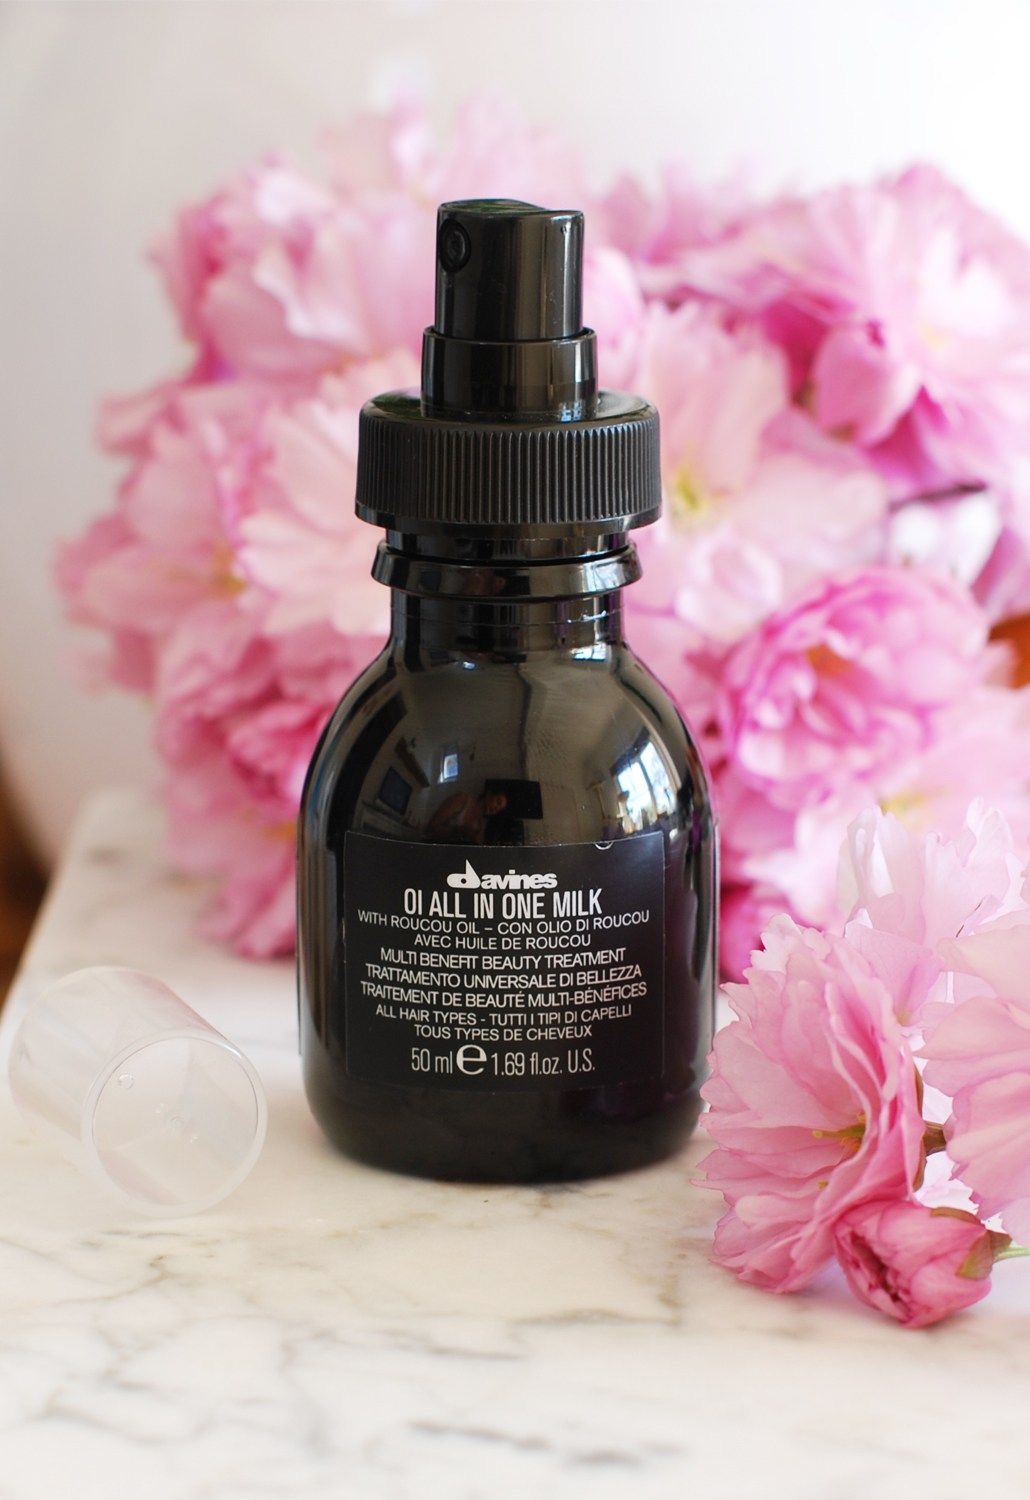 davines
OI ALL IN ONE MILK
WITH ROUCOU OIL – CON OLIO DI ROUCOU
AVEC HUILE DE ROUCOU
MULTI BENEFIT BEAUTY TREATMENT
TRATTAMENTO UNIVERSALE DI BELLEZZA
TRAITEMENT DE BEAUTÉ MULTI-BÉNÉFICES
ALL HAIR TYPES - TUTTI I TIPI DI CAPELLI
TOUS TYPES DE CHEVEUX
50 ml e 1.69 fl.oz. U.S.